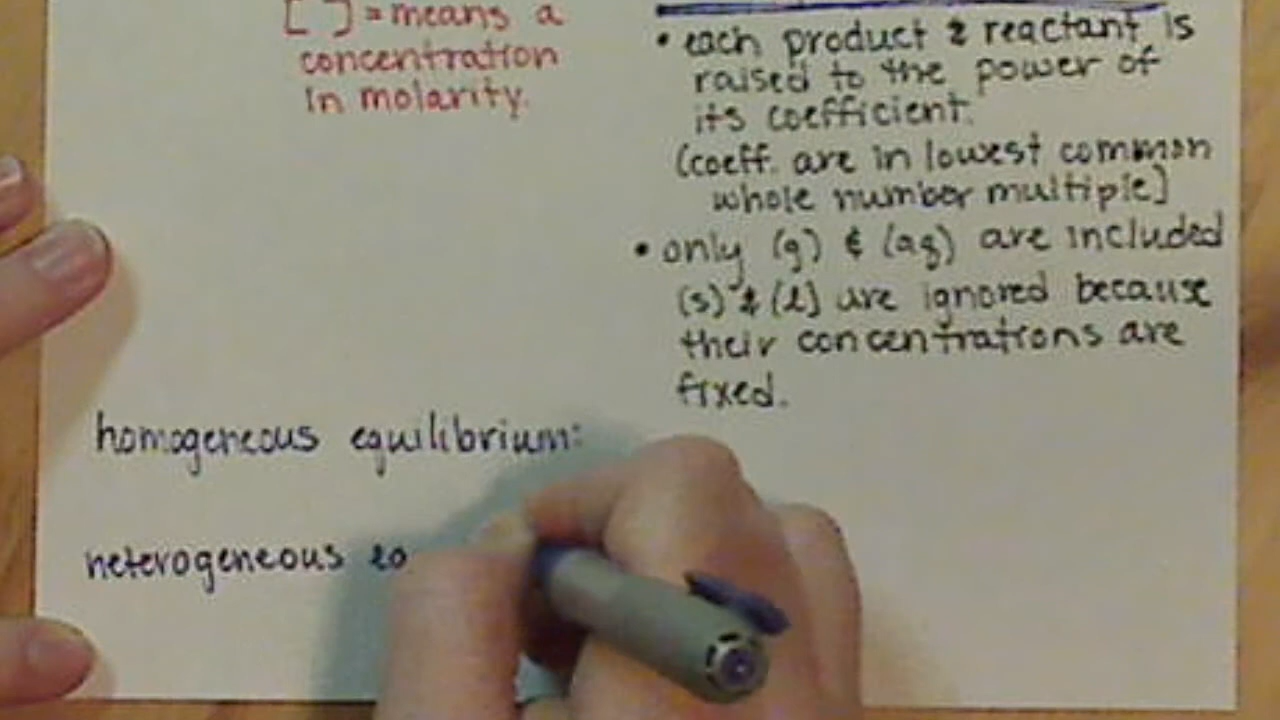 [ ] = means a
concentration
in molarity.
• each product & reactant is
raised to the power of
its coefficient.
(coeff. are in lowest common
whole number multiple)
• only (g) & (aq) are included
(s) & (l) are ignored because
their concentrations are
fixed.
homogeneous equilibrium:
heterogeneous eq